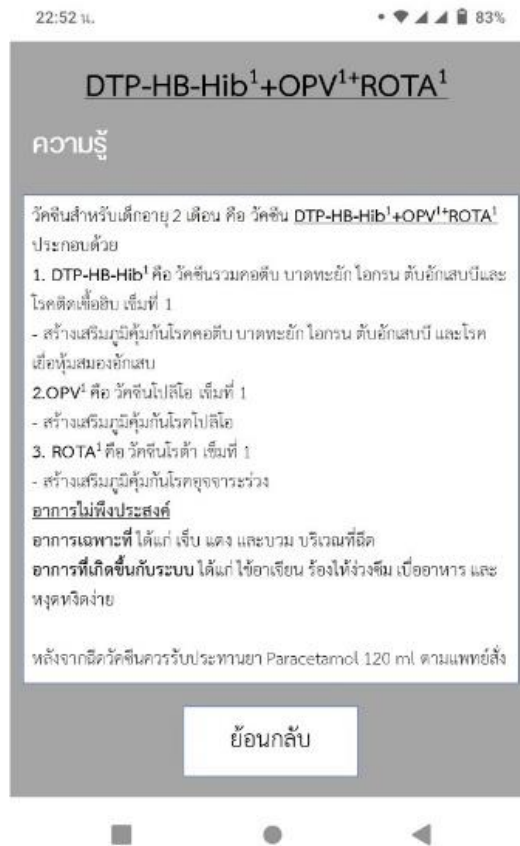 22:52 น.
83%
DTP-HB-Hib¹+OPV¹⁺ROTA¹
ความรู้
วัคซีนสำหรับเด็กอายุ 2 เดือน คือ วัคซีน DTP-HB-Hib¹+OPV¹⁺ROTA¹
ประกอบด้วย
1. DTP-HB-Hib¹ คือ วัคซีนรวมคอตีบ บาดทะยัก ไอกรน ตับอักเสบบีและ
โรคติดเชื้อฮิบ เข็มที่ 1
- สร้างเสริมภูมิคุ้มกันโรคคอตีบ บาดทะยัก ไอกรน ตับอักเสบบี และโรค
เยื่อหุ้มสมองอักเสบ
2.OPV¹ คือ วัคซีนโปลิโอ เข็มที่ 1
- สร้างเสริมภูมิคุ้มกันโรคโปลิโอ
3. ROTA¹ คือ วัคซีนโรต้า เข็มที่ 1
- สร้างเสริมภูมิคุ้มกันโรคอุจจาระร่วง
อาการไม่พึงประสงค์
อาการเฉพาะที่ ได้แก่ เจ็บ แดง และบวม บริเวณที่ฉีด
อาการที่เกิดขึ้นกับระบบ ได้แก่ ไข้อาเจียน ร้องไห้ง่วงซึม เบื่ออาหาร และ
หงุดหงิดง่าย
หลังจากฉีดวัคซีนควรรับประทานยา Paracetamol 120 ml ตามแพทย์สั่ง
ย้อนกลับ